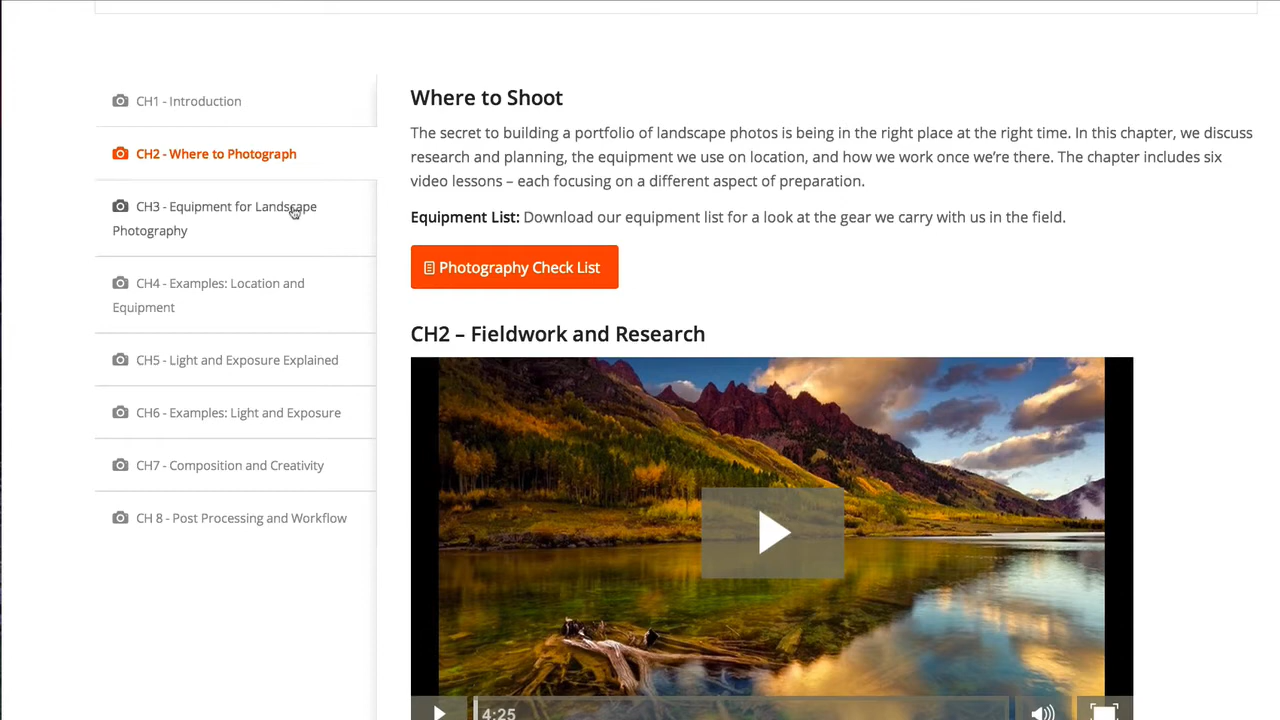 CH1 - Introduction
CH2 - Where to Photograph
CH3 - Equipment for Landscape
Photography
CH4 - Examples: Location and
Equipment
CH5 - Light and Exposure Explained
CH6 - Examples: Light and Exposure
CH7 - Composition and Creativity
CH 8 - Post Processing and Workflow
Where to Shoot
The secret to building a portfolio of landscape photos is being in the right place at the right time. In this chapter, we discuss
research and planning, the equipment we use on location, and how we work once we're there. The chapter includes six
video lessons – each focusing on a different aspect of preparation.
Equipment List: Download our equipment list for a look at the gear we carry with us in the field.
Photography Check List
CH2 – Fieldwork and Research
4:25